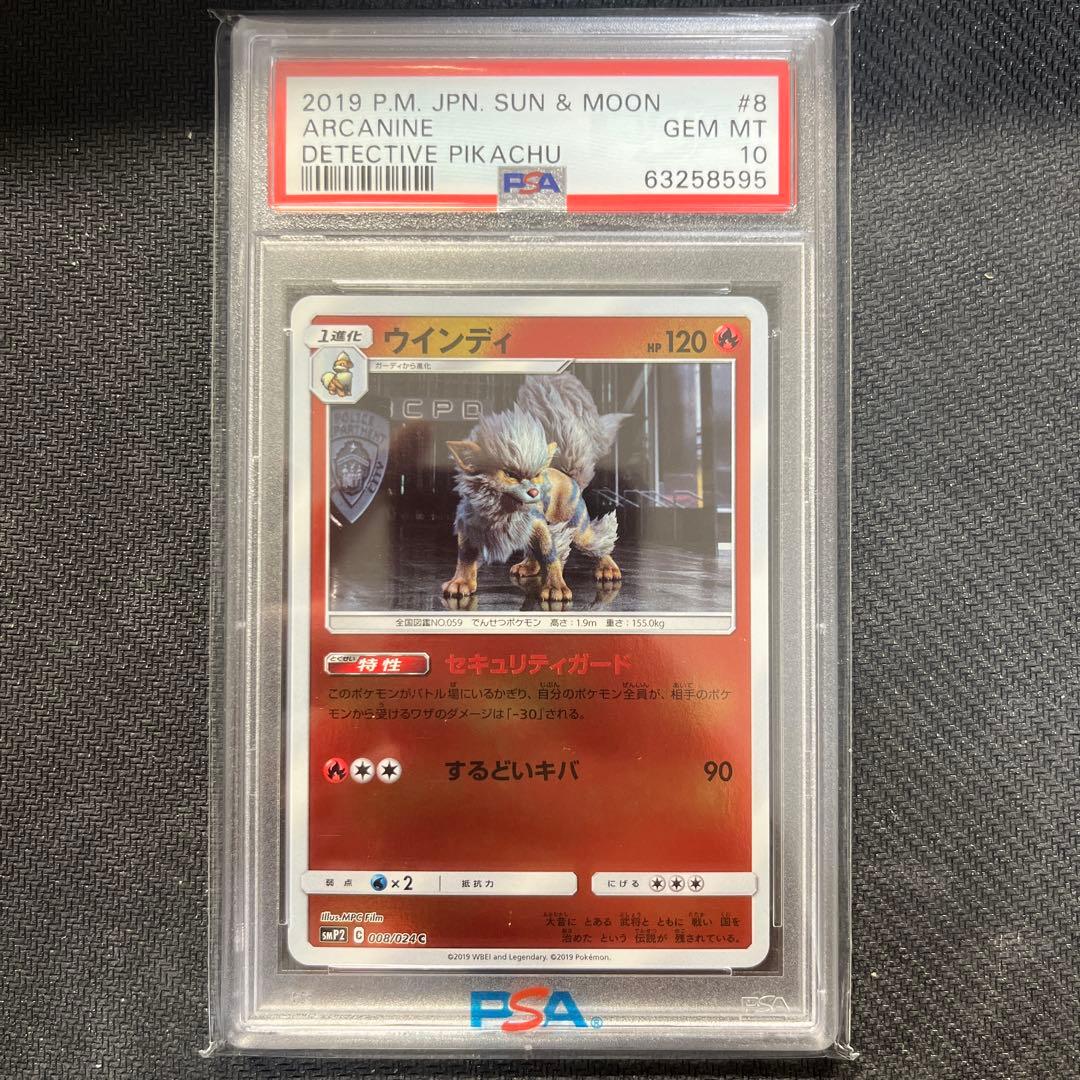 2019 P.M. JPN. SUN & MOON #8
ARCANINE GEM MT
DETECTIVE PIKACHU 10
PSA 63258595
1進化 ウインディ HP 120
ガーディから進化
CPD
POLICE
CITY
全国図鑑NO.059 でんせつポケモン 高さ:1.9m 重さ:155.0kg
とくせい 特性 セキュリティガード
このポケモンがバトル場にいるかぎり、自分のポケモン全員が、相手のポケ
モンから受けるワザのダメージは「-30」される。
するどいキバ 90
弱点 ×2 抵抗力 にげる
Illus.MPC Film
大昔に とある 武将と ともに 戦い 国を
SMP2 C 008/024 C
治めた という 伝説が 残されている。
©2019 WBEI and Legendary. ©2019 Pokémon.
PSA
PSA®